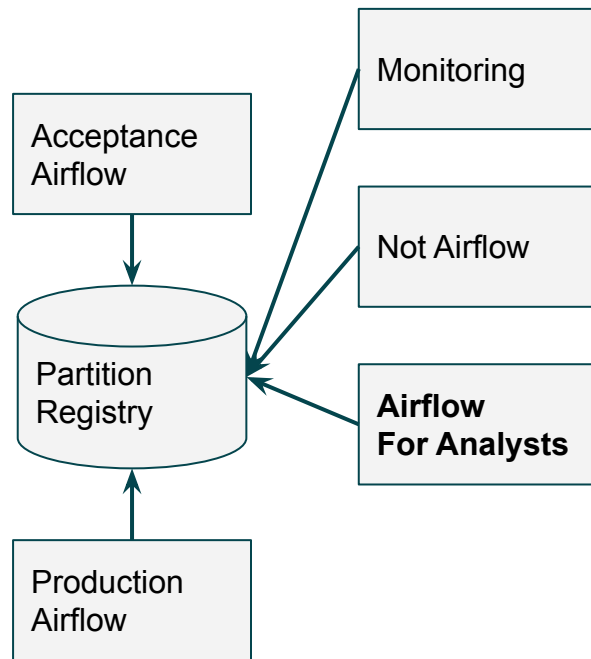 Monitoring
Acceptance
Airflow
Not Airflow
Partition
Registry
Airflow
For Analysts
Production
Airflow